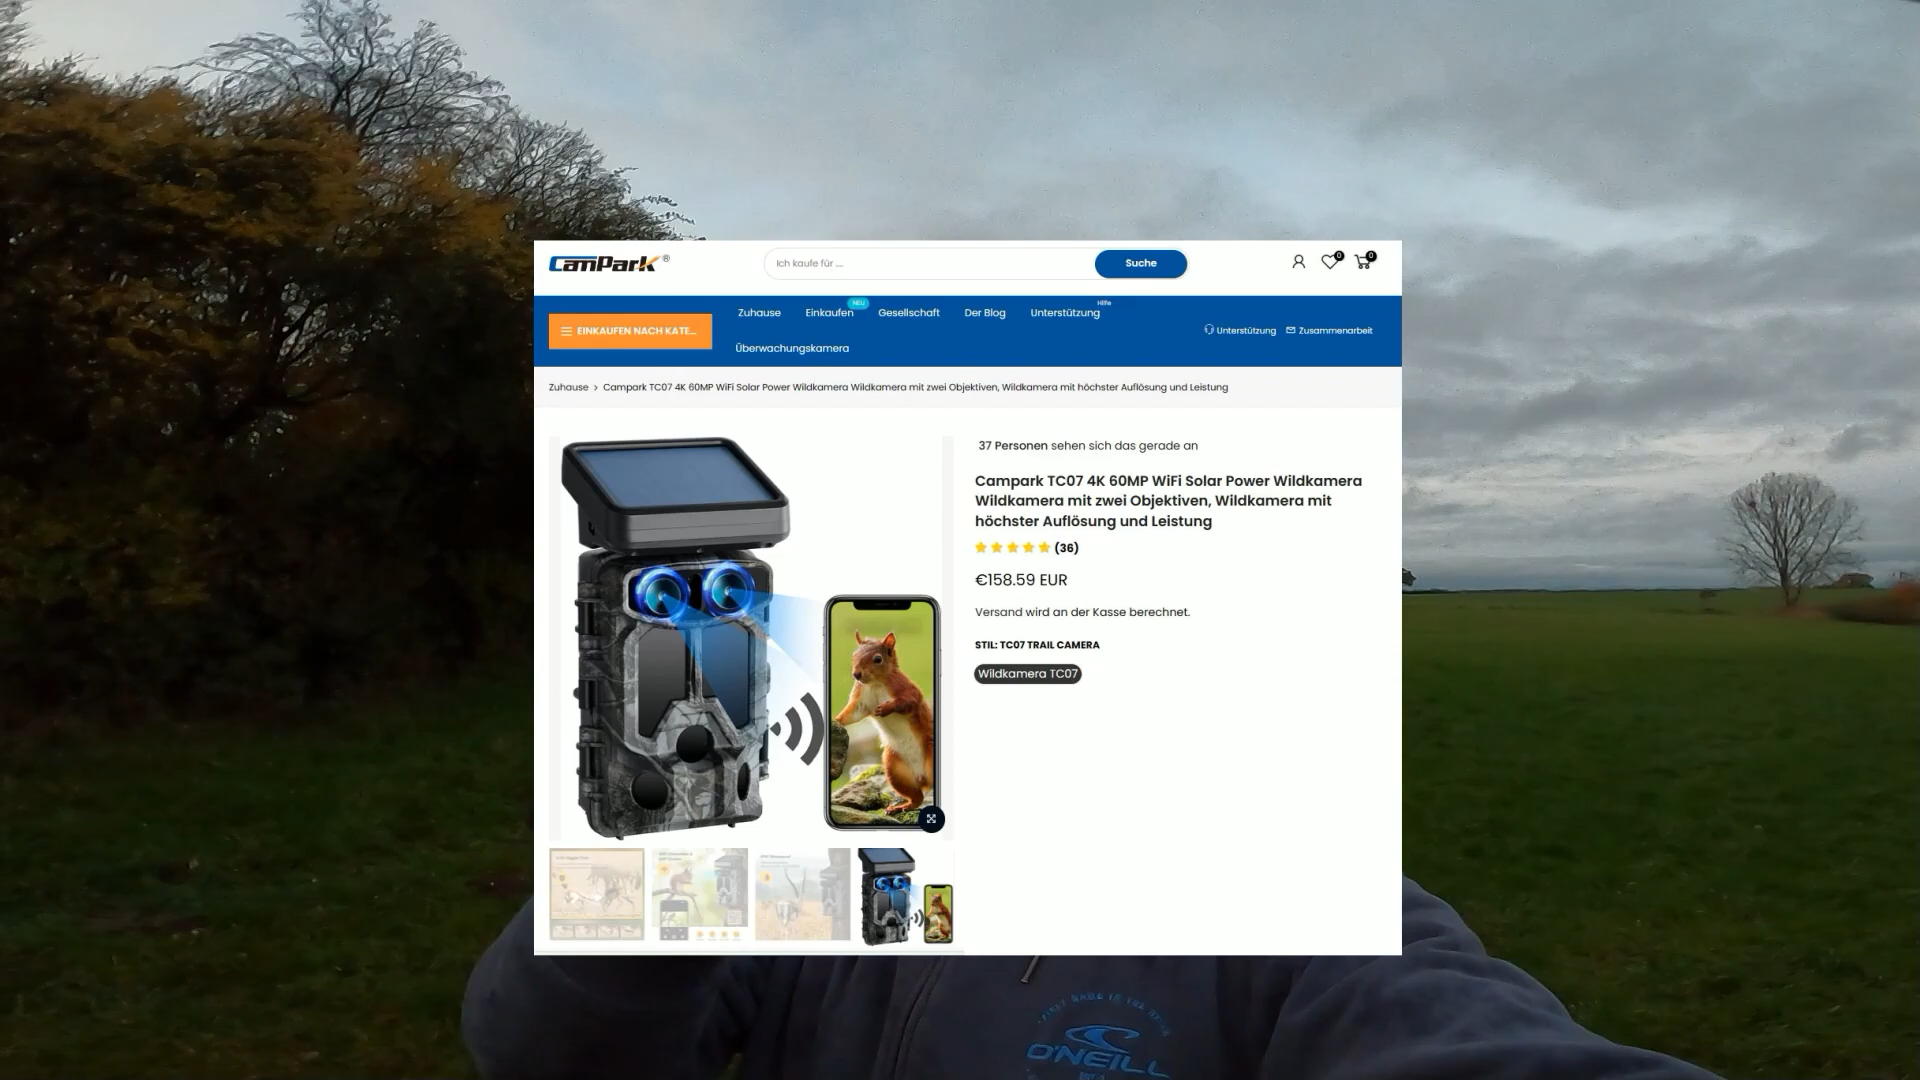 CamPark®
Ich kaufe für ...
Suche
0
0
EINKAUFEN NACH KATE...
Zuhause
Einkaufen
NEU
Gesellschaft
Der Blog
Unterstützung
Hilfe
Überwachungskamera
Unterstützung
Zusammenarbeit
Zuhause > Campark TC07 4K 60MP WiFi Solar Power Wildkamera Wildkamera mit zwei Objektiven, Wildkamera mit höchster Auflösung und Leistung
37 Personen sehen sich das gerade an
Campark TC07 4K 60MP WiFi Solar Power Wildkamera
Wildkamera mit zwei Objektiven, Wildkamera mit
höchster Auflösung und Leistung
(36)
€158.59 EUR
Versand wird an der Kasse berechnet.
STIL: TC07 TRAIL CAMERA
Wildkamera TC07
O'NEILL